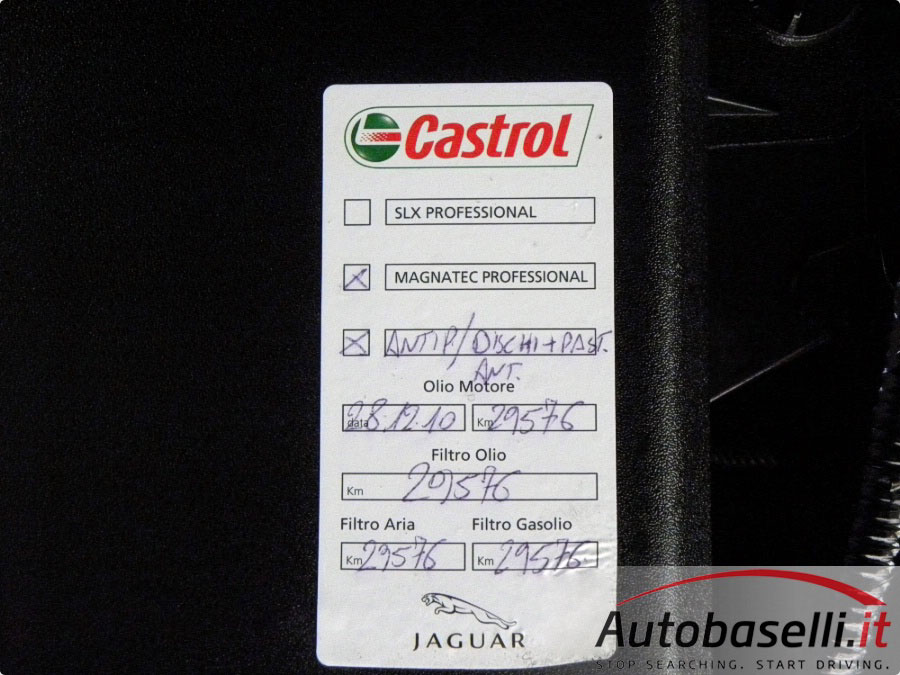 Castrol
SLX PROFESSIONAL
X MAGNATEC PROFESSIONAL
X ANTIP./DISCHI+PAST.
ANT.
Olio Motore
data 28.12.10 Km 29576
Filtro Olio
Km 29576
Filtro Aria Filtro Gasolio
Km 29576 Km 29576
JAGUAR
Autobaselli.it
STOP SEARCHING. START DRIVING.